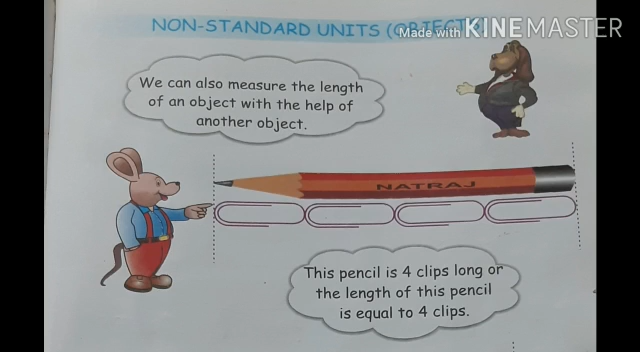 NON-STANDARD UNITS (OBJECTS)
Made with KINEMASTER
We can also measure the length
of an object with the help of
another object.
NATRAJ
This pencil is 4 clips long or
the length of this pencil
is equal to 4 clips.